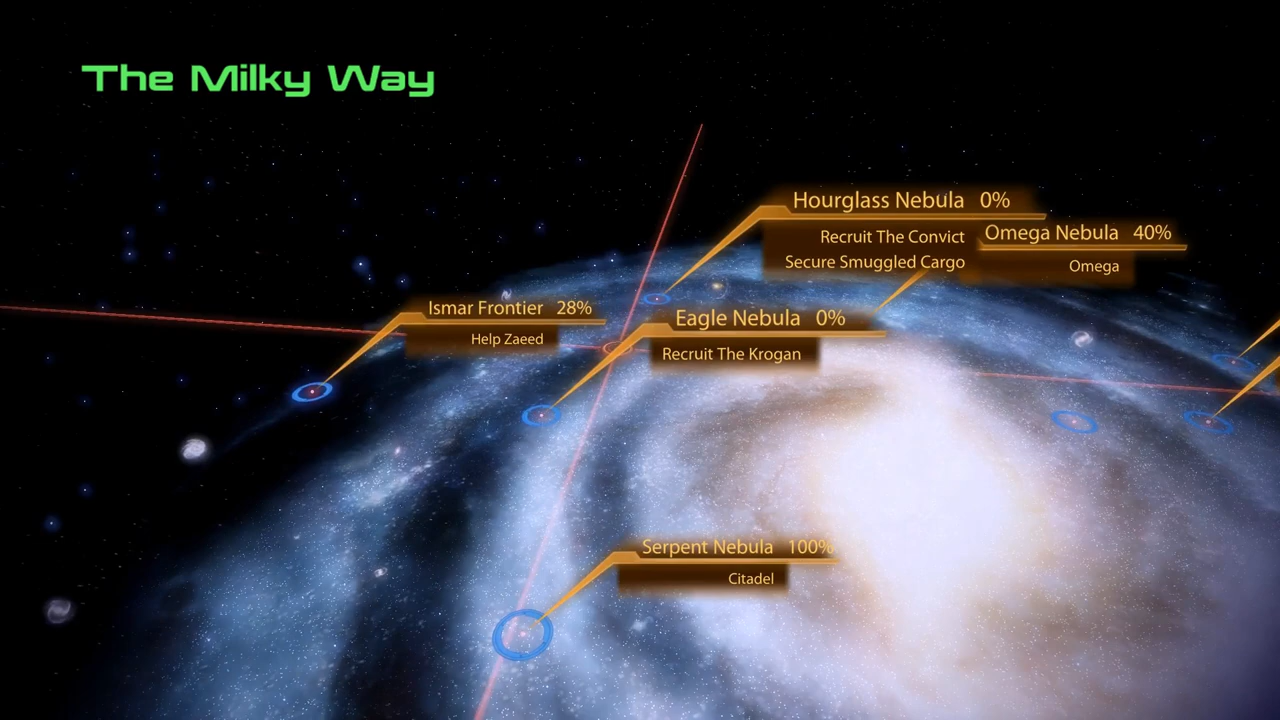 The Milky Way
Hourglass Nebula 0%
Recruit The Convict
Secure Smuggled Cargo
Omega Nebula 40%
Omega
Ismar Frontier 28%
Help Zaeed
Eagle Nebula 0%
Recruit The Krogan
Serpent Nebula 100%
Citadel